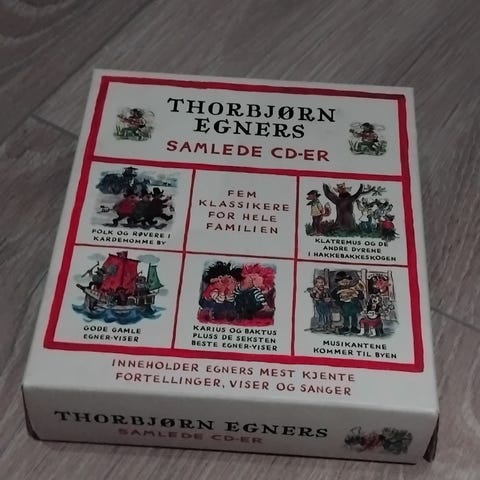 THORBJØRN
EGNERS
SAMLEDE CD-ER
FEM
KLASSIKERE
FOR HELE
FAMILIEN
FOLK OG RØVERE I
KARDEMOMME BY
KLATREMUS OG DE
ANDRE DYRENE
I HAKKEBAKKESKOGEN
GODE GAMLE
EGNER-VISER
KARIUS OG BAKTUS
PLUSS DE SEKSTEN
BESTE EGNER-VISER
MUSIKANTENE
KOMMER TIL BYEN
INNEHOLDER EGNERS MEST KJENTE
FORTELLINGER, VISER OG SANGER
THORBJØRN EGNERS
SAMLEDE CD-ER